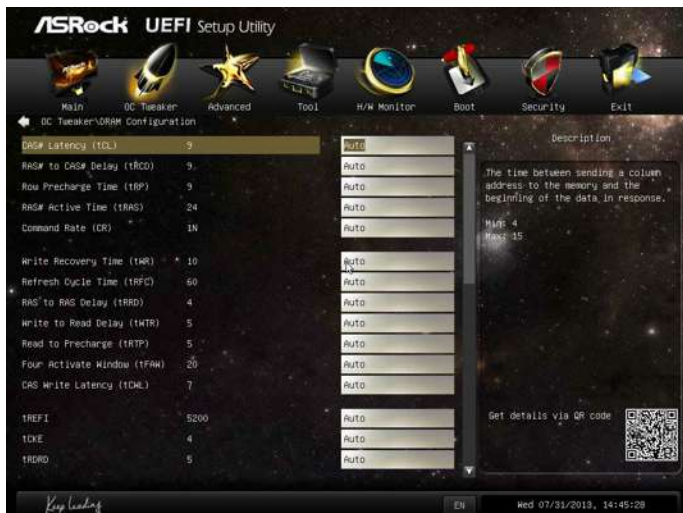 ASRock UEFI Setup Utility
Main OC Tweaker Advanced Tool H/W Monitor Boot Security Exit
OC Tweaker\DRAM Configuration
CAS# Latency (tCL) 9 Auto
RAS# to CAS# Delay (tRCD) 9 Auto
Row Precharge Time (tRP) 9 Auto
RAS# Active Time (tRAS) 24 Auto
Command Rate (CR) 1N Auto
Write Recovery Time (tWR) 10 Auto
Refresh Cycle Time (tRFC) 60 Auto
RAS to RAS Delay (tRRD) 4 Auto
Write to Read Delay (tWTR) 5 Auto
Read to Precharge (tRTP) 5 Auto
Four Activate Window (tFAW) 20 Auto
CAS Write Latency (tCWL) 7 Auto
tREFI 5200 Auto
tCKE 4 Auto
tRDRD 5 Auto
Description
The time between sending a column
address to the memory and the
beginning of the data in response.
Min: 4
Max: 15
Get details via QR code
Keep Leading
EN
Wed 07/31/2013, 14:45:28